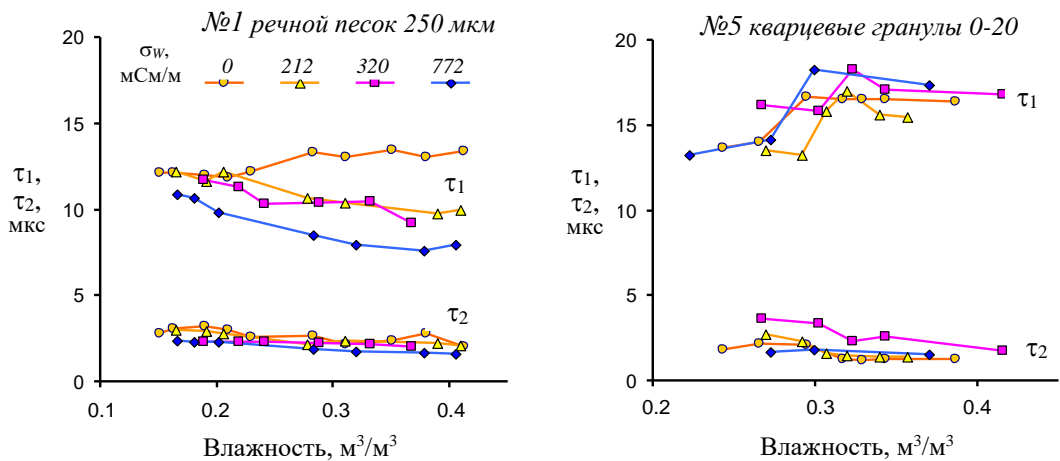 №1 речной песок 250 мкм
σW,
мСм/м
0 212 320 772
20
15
10
5
0
τ1,
τ2,
мкс
τ1
τ2
0.1 0.2 0.3 0.4
Влажность, м³/м³
№5 кварцевые гранулы 0-20
20
15
10
5
0
τ1,
τ2,
мкс
τ1
τ2
0.2 0.3 0.4
Влажность, м³/м³